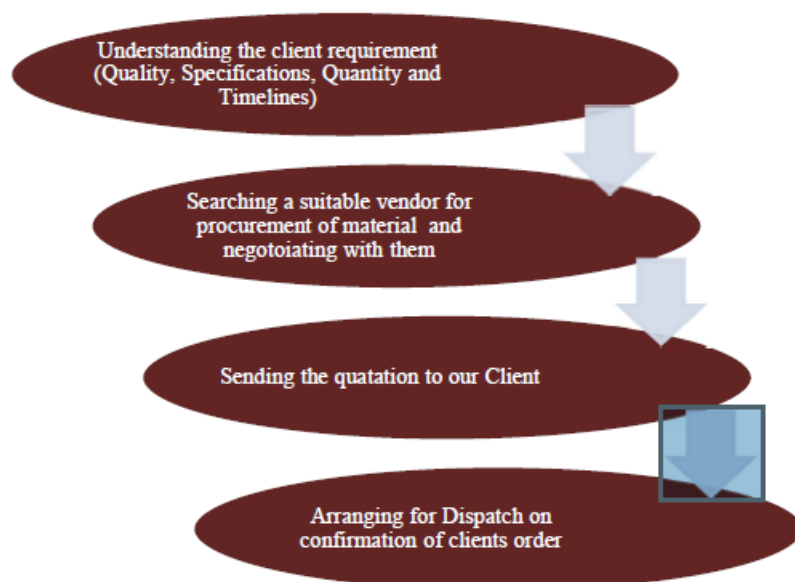 Understanding the client requirement
(Quality, Specifications, Quantity and
Timelines)
Searching a suitable vendor for
procurement of material and
negotoiating with them
Sending the quatation to our Client
Arranging for Dispatch on
confirmation of clients order